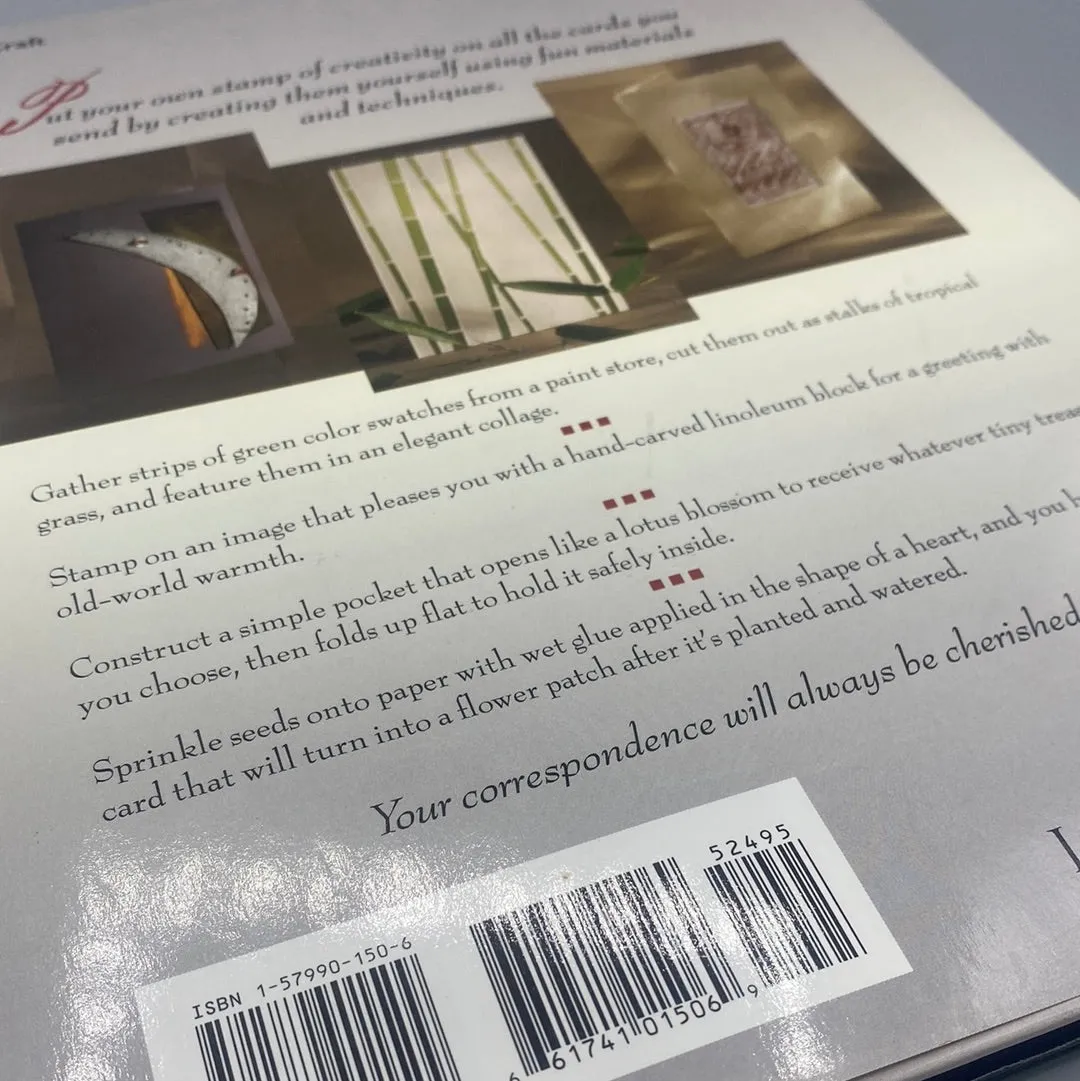 Craft
Put your own stamp of creativity on all the cards you
send by creating them yourself using fun materials
and techniques.
Gather strips of green color swatches from a paint store, cut them out as stalks of tropical
grass, and feature them in an elegant collage.
Stamp on an image that pleases you with a hand-carved linoleum block for a greeting with
old-world warmth.
Construct a simple pocket that opens like a lotus blossom to receive whatever tiny
you choose, then folds up flat to hold it safely inside.
Sprinkle seeds onto paper with wet glue applied in the shape of a heart, and you
card that will turn into a flower patch after it's planted and watered.
Your correspondence will always be cherished
ISBN 1-57990-150-6
52495
6 61741 01506 9